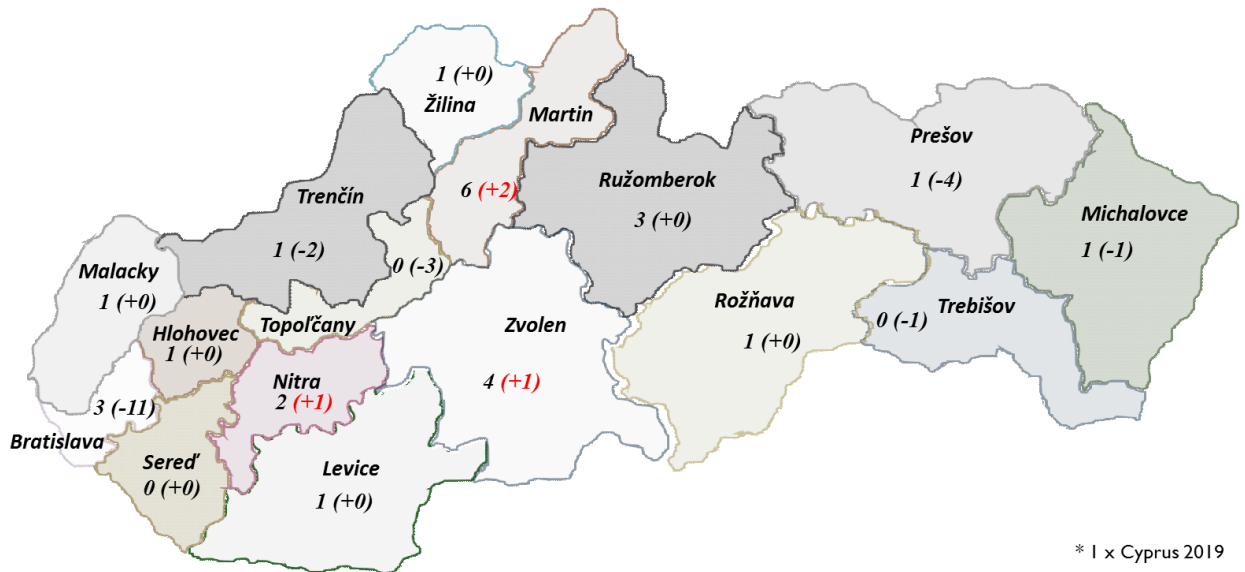 1 (+0)
Žilina
Martin
6 (+2)
Ružomberok
3 (+0)
Prešov
1 (-4)
Michalovce
1 (-1)
Trenčín
1 (-2)
0 (-3)
Topoľčany
Malacky
1 (+0)
Hlohovec
1 (+0)
Zvolen
4 (+1)
Rožňava
1 (+0)
0 (-1)
Trebišov
Nitra
2 (+1)
3 (-11)
Bratislava
Sereď
0 (+0)
Levice
1 (+0)
* 1 x Cyprus 2019